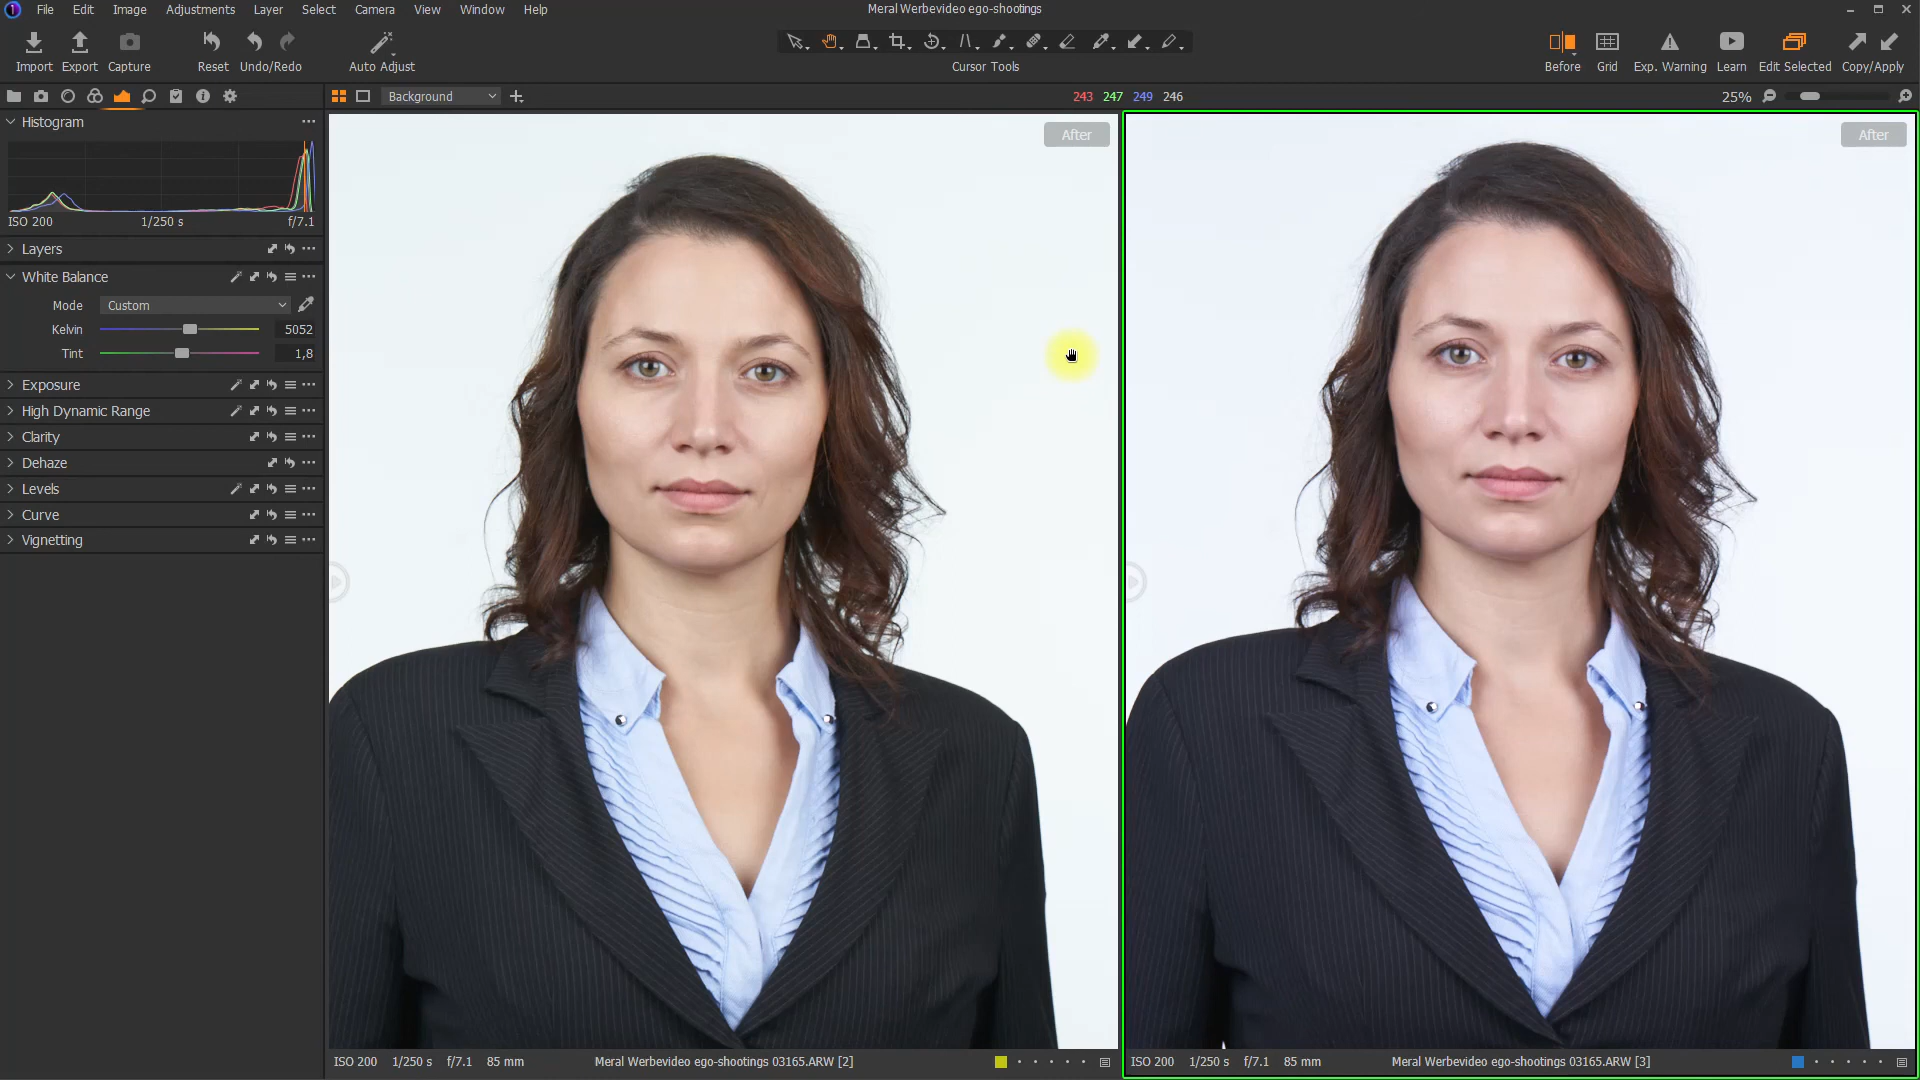 File Edit Image Adjustments Layer Select Camera View Window Help
Meral Werbevideo ego-shootings
Import Export Capture Reset Undo/Redo Auto Adjust
Cursor Tools
Before Grid Exp. Warning Learn Edit Selected Copy/Apply
Background
243 247 249 246
25%
Histogram
ISO 200 1/250 s f/7.1
Layers
White Balance
Mode Custom
Kelvin 5052
Tint 1,8
Exposure
High Dynamic Range
Clarity
Dehaze
Levels
Curve
Vignetting
After
After
ISO 200 1/250 s f/7.1 85 mm Meral Werbevideo ego-shootings 03165.ARW [2]
ISO 200 1/250 s f/7.1 85 mm Meral Werbevideo ego-shootings 03165.ARW [3]